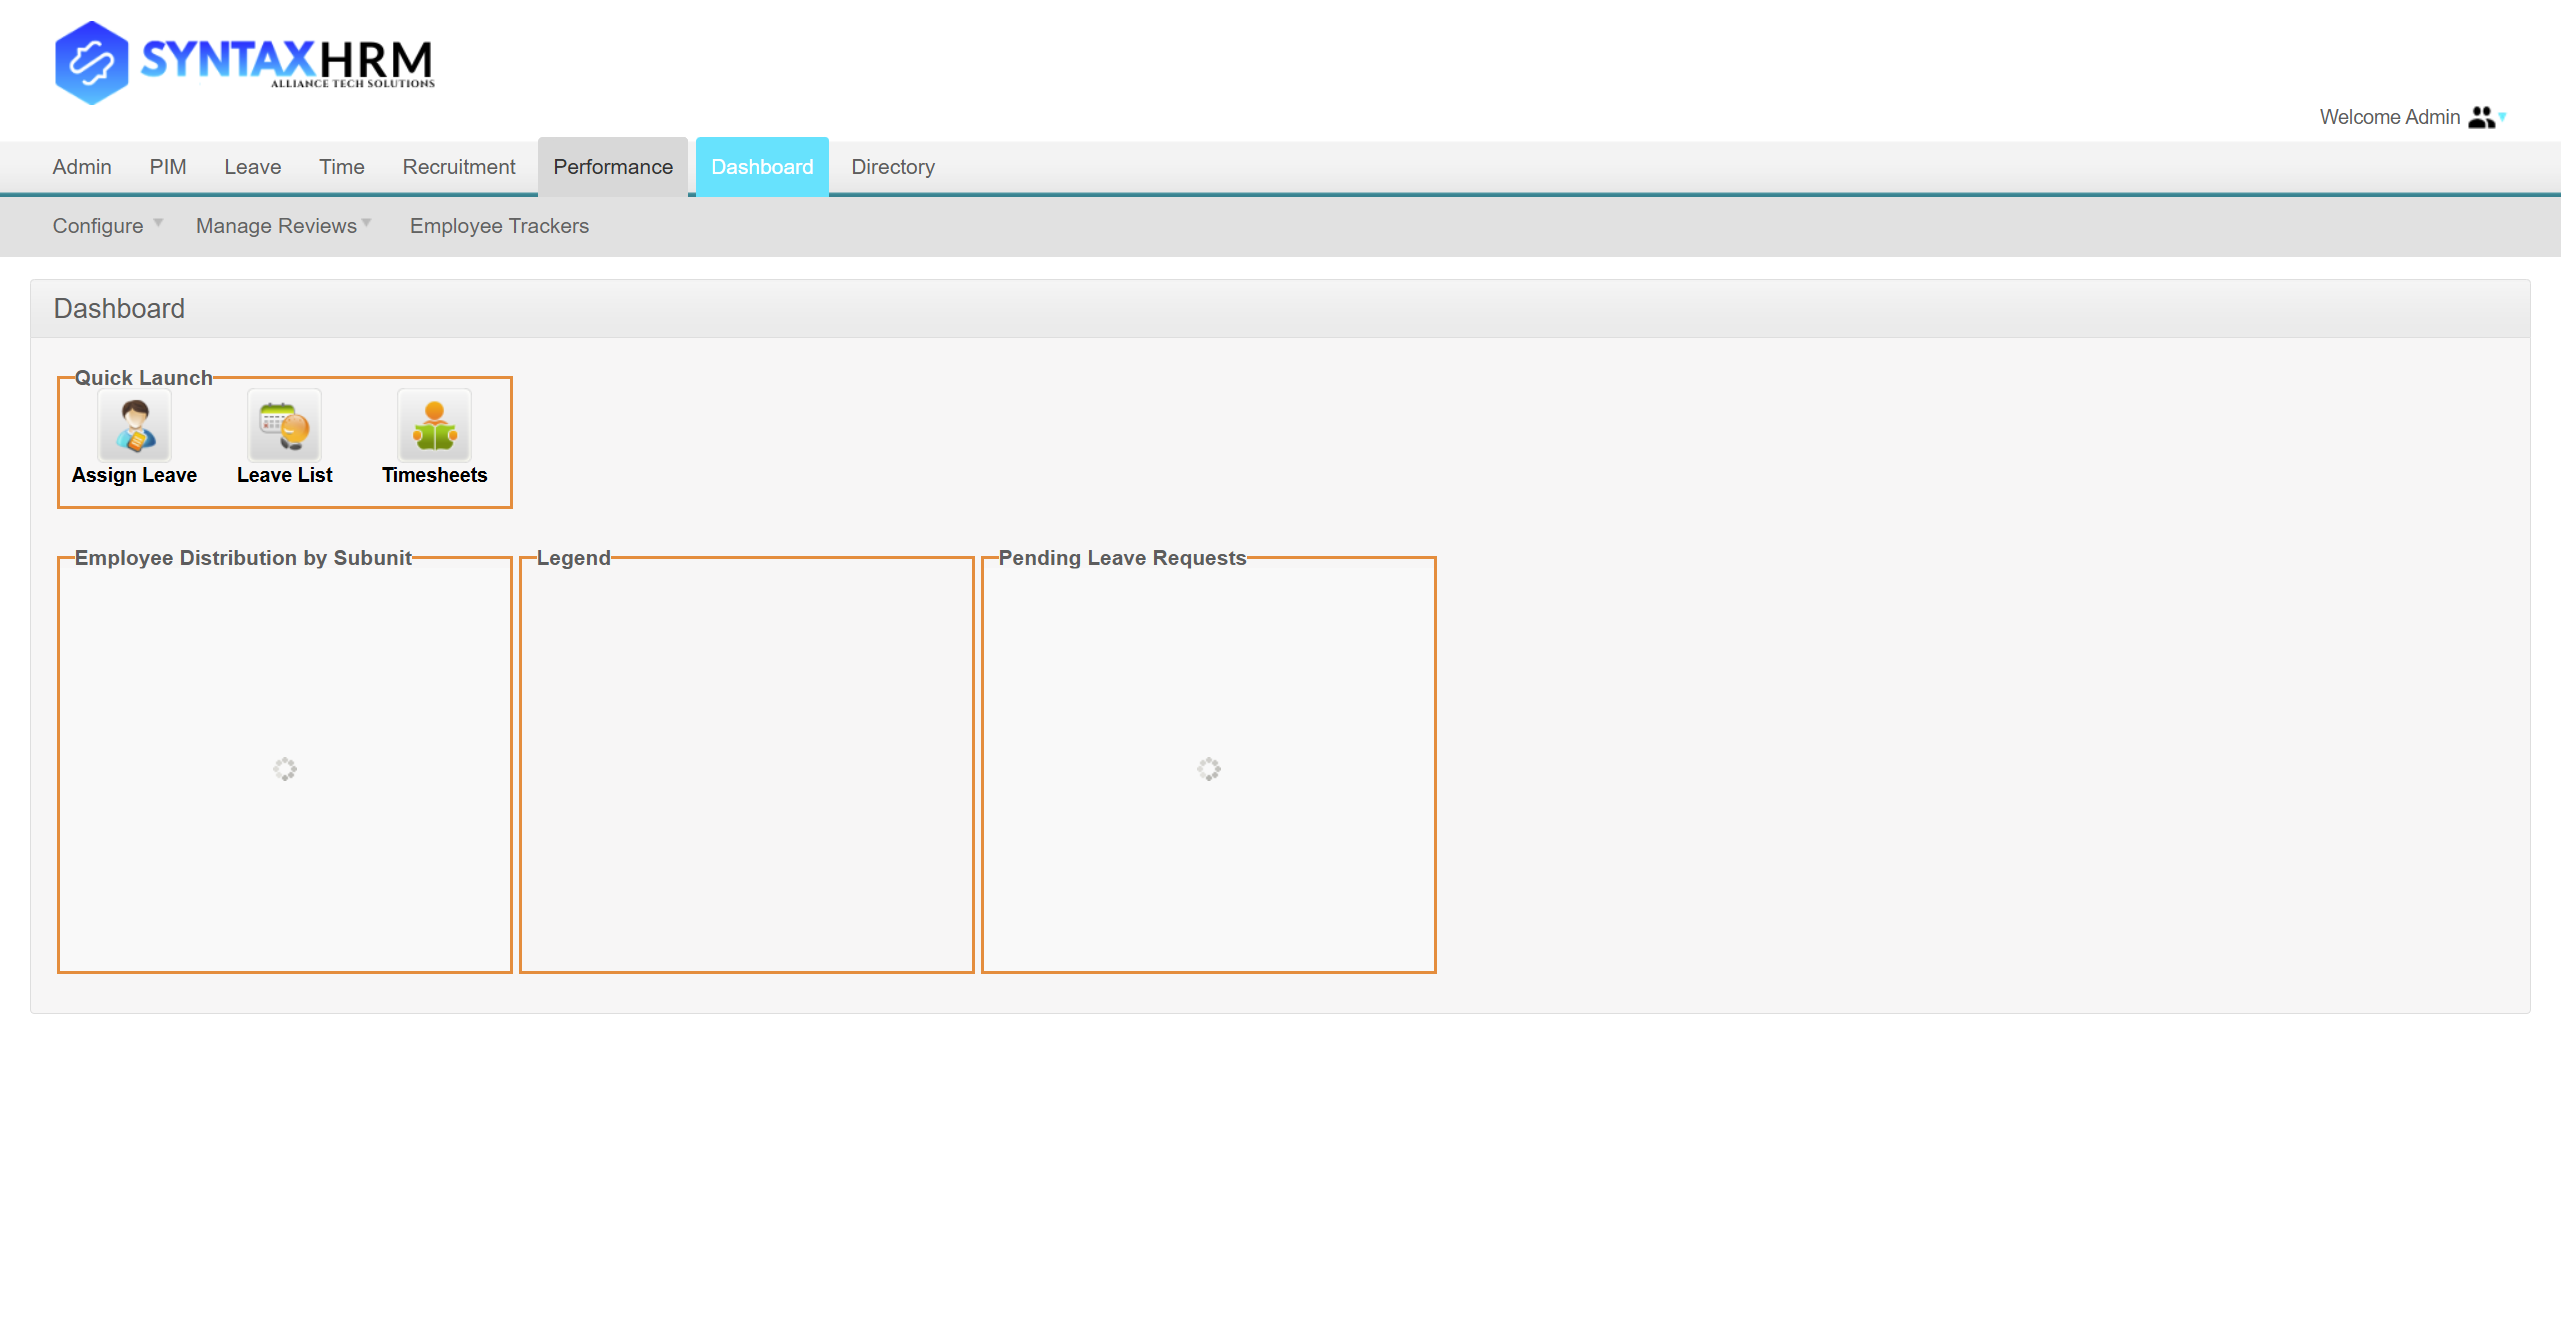 SYNTAXHRM
ALLIANCE TECH SOLUTIONS
Welcome Admin
Admin PIM Leave Time Recruitment Performance Dashboard Directory
Configure Manage Reviews Employee Trackers
Dashboard
Quick Launch
Assign Leave Leave List Timesheets
Employee Distribution by Subunit Legend Pending Leave Requests